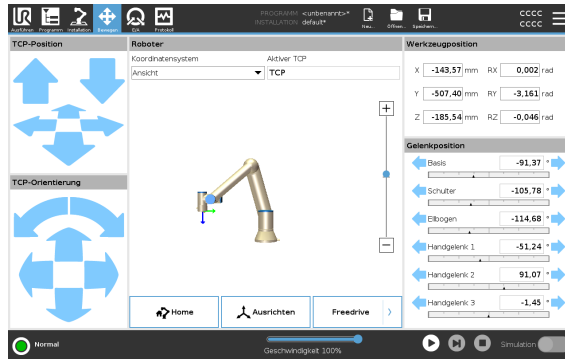 UR
Ausführen Programm Installation Bewegen E/A Protokoll
PROGRAMM <unbenannt>*
INSTALLATION default*
Neu... Öffnen... Speichern...
CCCC
CCCC
TCP-Position
Roboter
Werkzeugposition
Koordinatensystem Aktiver TCP
Ansicht TCP
X -143,57 mm RX 0,002 rad
Y -507,40 mm RY -3,161 rad
Z -185,54 mm RZ -0,046 rad
Gelenkposition
Basis -91,37 °
TCP-Orientierung
Schulter -105,78 °
Ellbogen -114,68 °
Handgelenk 1 -51,24 °
Handgelenk 2 91,07 °
Handgelenk 3 -1,45 °
Home Ausrichten Freedrive
Normal
Geschwindigkeit 100%
Simulation